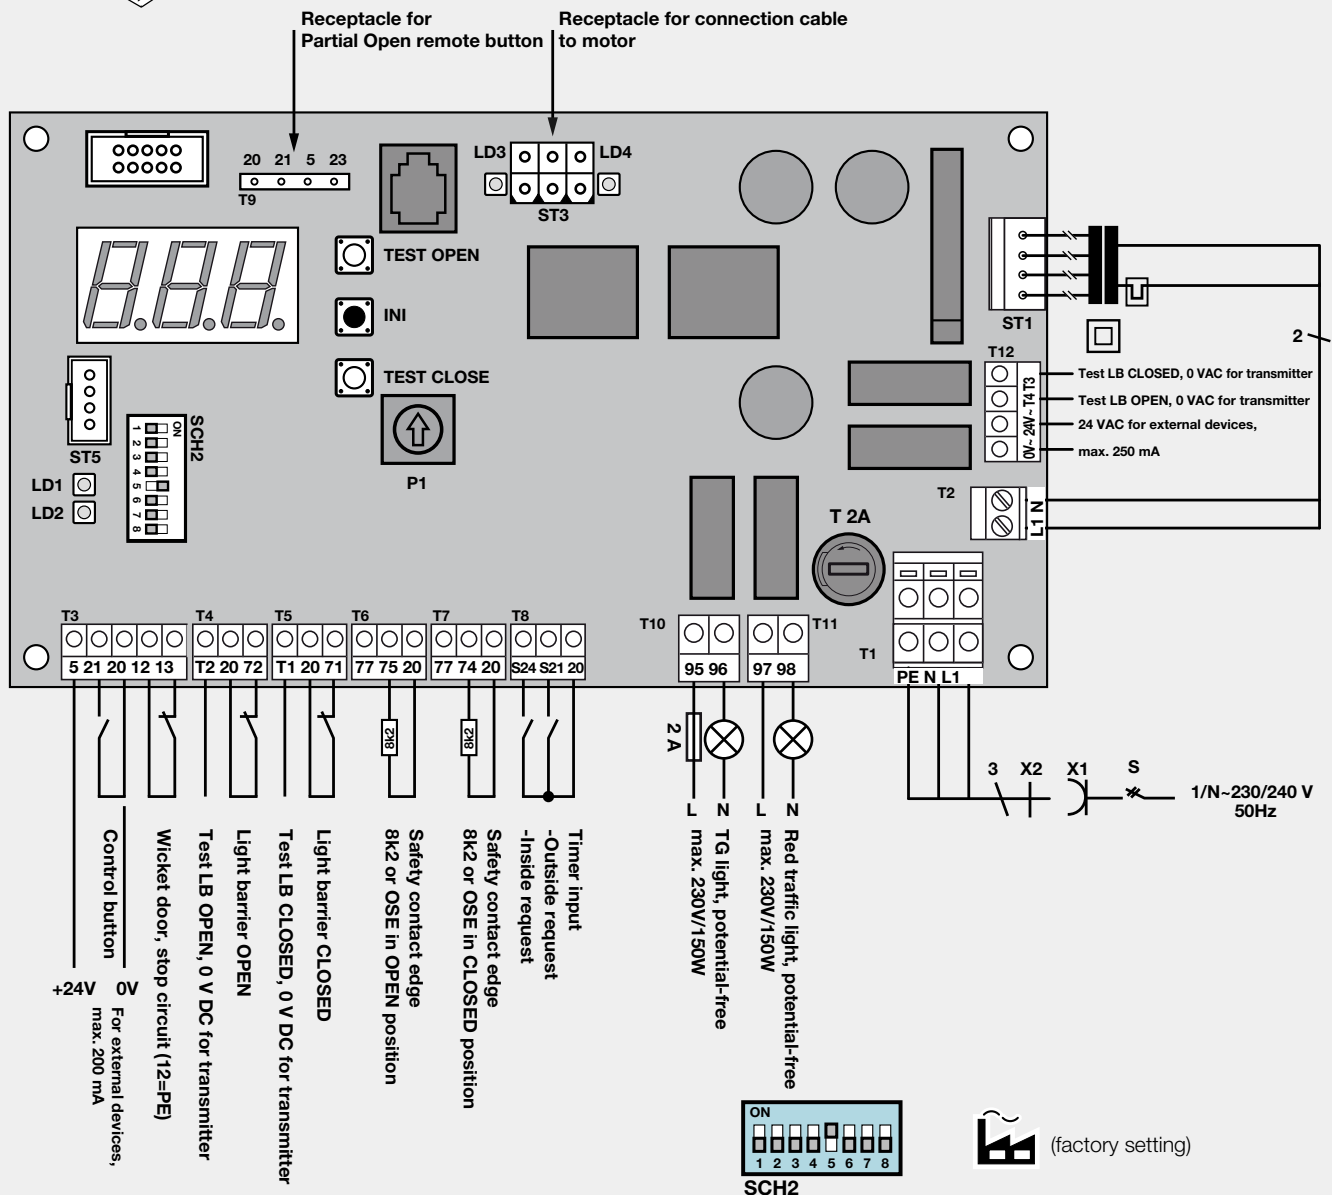 Receptacle for
Partial Open remote button
Receptacle for connection cable
to motor
20 21 5 23
T9
LD3
LD4
ST3
TEST OPEN
INI
TEST CLOSE
P1
ST5
LD1
LD2
ON
1 2 3 4 5 6 7 8
SCH2
ST1
2
T12
0V~ 24V~ T4 T3
Test LB CLOSED, 0 VAC for transmitter
Test LB OPEN, 0 VAC for transmitter
24 VAC for external devices,
max. 250 mA
T2
L1 N
T 2A
T3
5 21 20 12 13
T4
T2 20 72
T5
T1 20 71
T6
77 75 20
T7
77 74 20
T8
S24 S21 20
T10
95 96
T11
97 98
T1
PE N L1
8k2
8k2
2 A
L N
L N
3 X2 X1 S
1/N~230/240 V
50Hz
+24V 0V
For external devices,
max. 200 mA
Control button
Wicket door, stop circuit (12=PE)
Test LB OPEN, 0 V DC for transmitter
Light barrier OPEN
Test LB CLOSED, 0 V DC for transmitter
Light barrier CLOSED
Safety contact edge
8k2 or OSE in OPEN position
Safety contact edge
8k2 or OSE in CLOSED position
Timer input
-Outside request
-Inside request
TG light, potential-free
max. 230V/150W
Red traffic light, potential-free
max. 230V/150W
ON
1 2 3 4 5 6 7 8
SCH2
(factory setting)